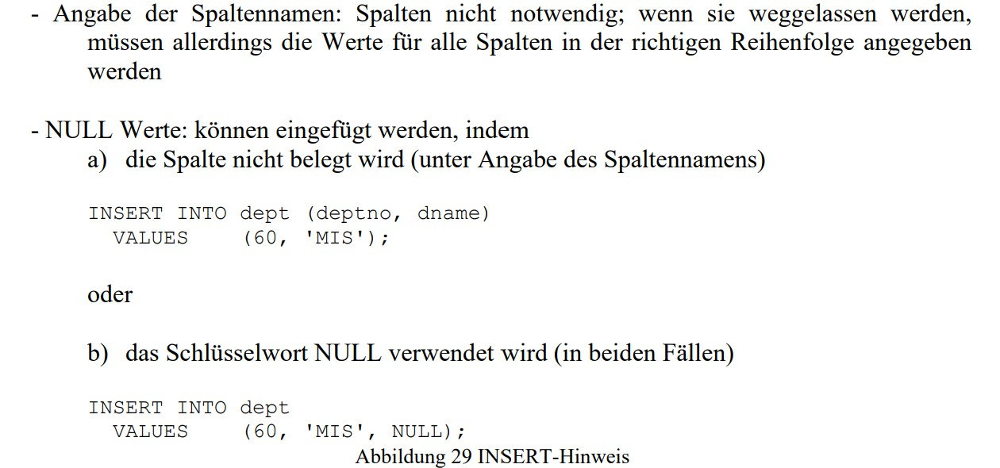 - Angabe der Spaltennamen: Spalten nicht notwendig; wenn sie weggelassen werden,
müssen allerdings die Werte für alle Spalten in der richtigen Reihenfolge angegeben
werden
- NULL Werte: können eingefügt werden, indem
a) die Spalte nicht belegt wird (unter Angabe des Spaltennamens)
INSERT INTO dept (deptno, dname)
VALUES (60, 'MIS');
oder
b) das Schlüsselwort NULL verwendet wird (in beiden Fällen)
INSERT INTO dept
VALUES (60, 'MIS', NULL);
Abbildung 29 INSERT-Hinweis